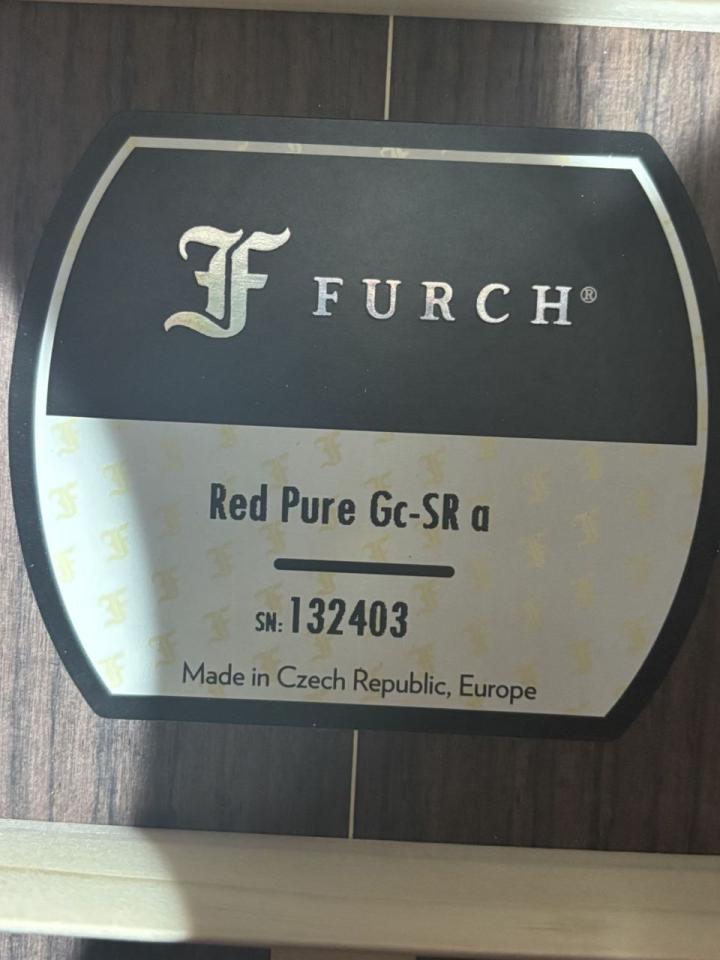 F FURCH®
Red Pure Gc-SR a
SN: 132403
Made in Czech Republic, Europe